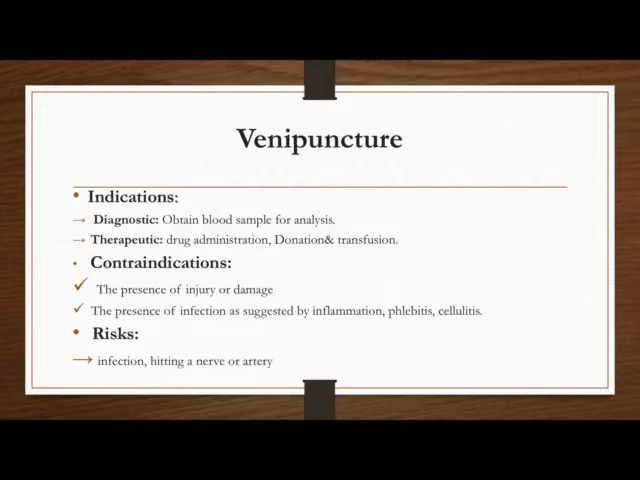 Venipuncture
• Indications:
→ Diagnostic: Obtain blood sample for analysis.
→ Therapeutic: drug administration, Donation& transfusion.
• Contraindications:
✓ The presence of injury or damage
✓ The presence of infection as suggested by inflammation, phlebitis, cellulitis.
• Risks:
→ infection, hitting a nerve or artery